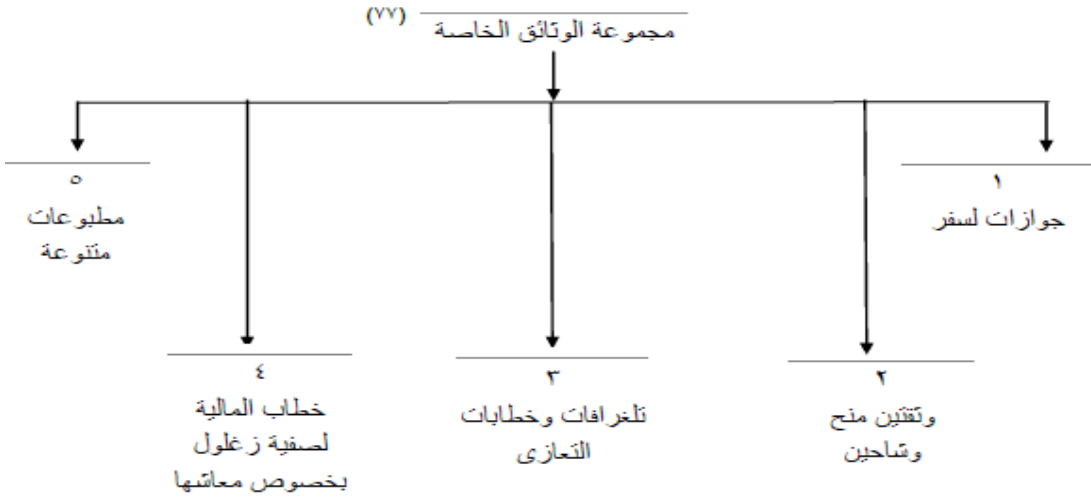 مجموعة الوثائق الخاصة (٧٧)
١
جوازات لسفر
٢
وثقتين منح
وشاحين
٣
تلغرافات وخطابات
التعازى
٤
خطاب المالية
لصفية زغلول
بخصوص معاشها
٥
مطبوعات
متنوعة